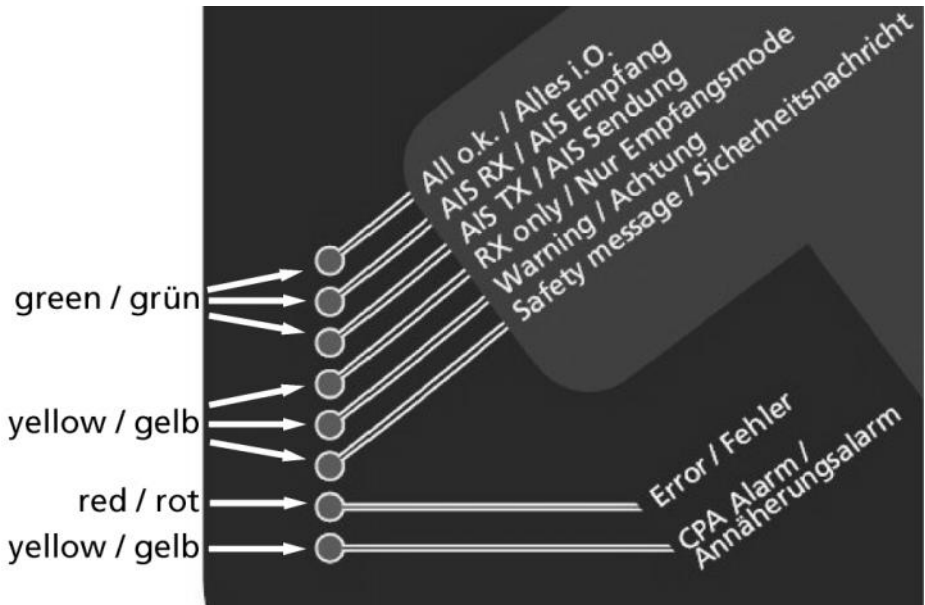 All o.k. / Alles i.O.
AIS RX / AIS Empfang
AIS TX / AIS Sendung
RX only / Nur Empfangsmode
Warning / Achtung
Safety message / Sicherheitsnachricht
green / grün
yellow / gelb
red / rot
yellow / gelb
Error / Fehler
CPA Alarm /
Annäherungsalarm